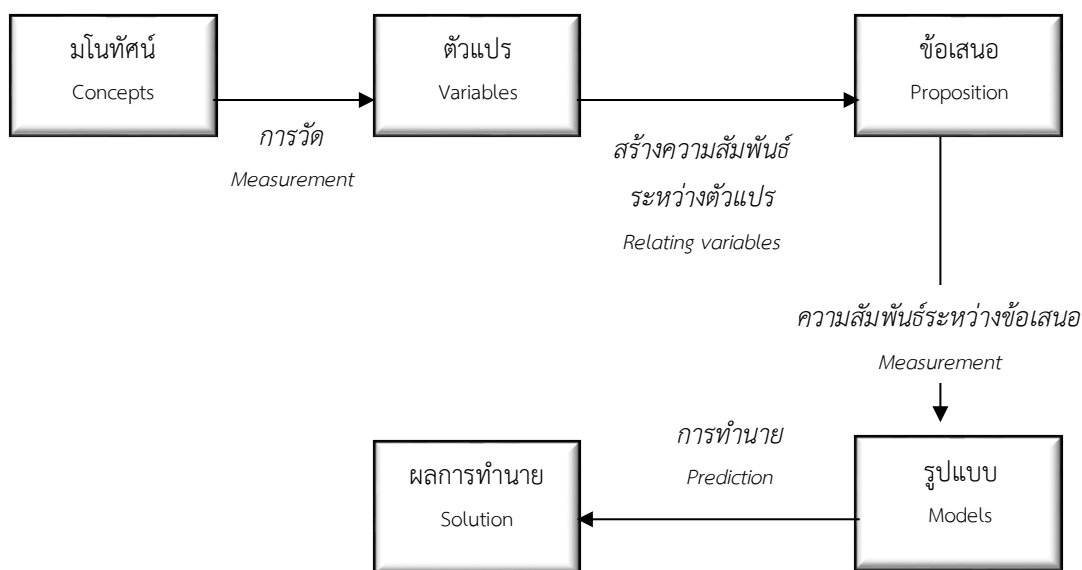 มโนทัศน์
Concepts
การวัด
Measurement
ตัวแปร
Variables
สร้างความสัมพันธ์
ระหว่างตัวแปร
Relating variables
ข้อเสนอ
Proposition
ความสัมพันธ์ระหว่างข้อเสนอ
Measurement
รูปแบบ
Models
การทำนาย
Prediction
ผลการทำนาย
Solution